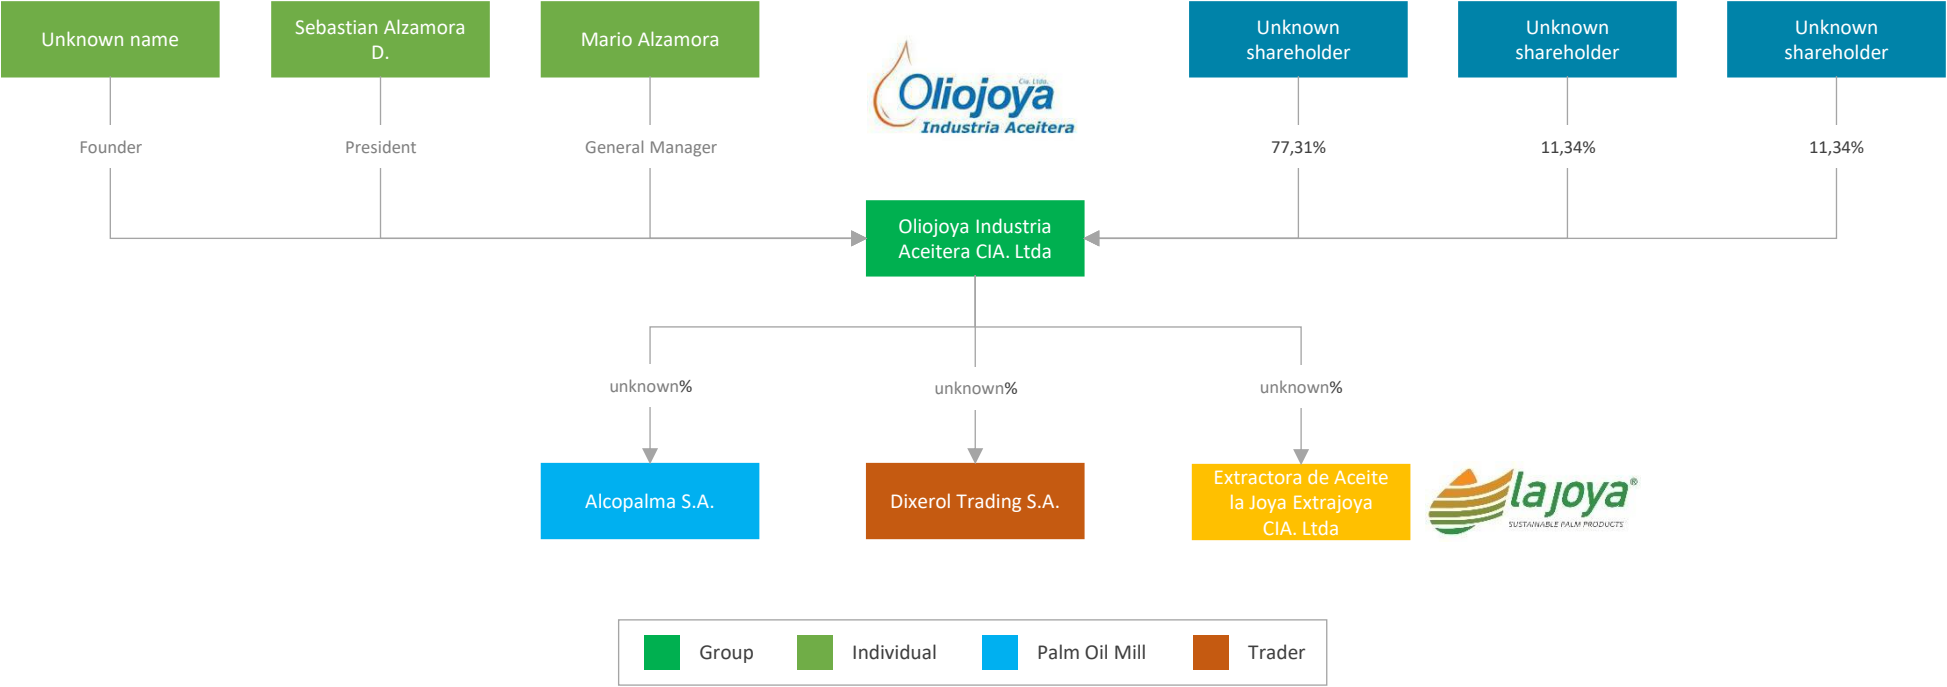 Unknown name
Sebastian Alzamora
D.
Mario Alzamora
Cia. Ltda.
Oliojoya
Industria Aceitera
Unknown
shareholder
Unknown
shareholder
Unknown
shareholder
Founder
President
General Manager
77,31%
11,34%
11,34%
Oliojoya Industria
Aceitera CIA. Ltda
unknown%
unknown%
unknown%
Alcopalma S.A.
Dixerol Trading S.A.
Extractora de Aceite
la Joya Extrajoya
CIA. Ltda
la joya®
SUSTAINABLE PALM PRODUCTS
Group
Individual
Palm Oil Mill
Trader